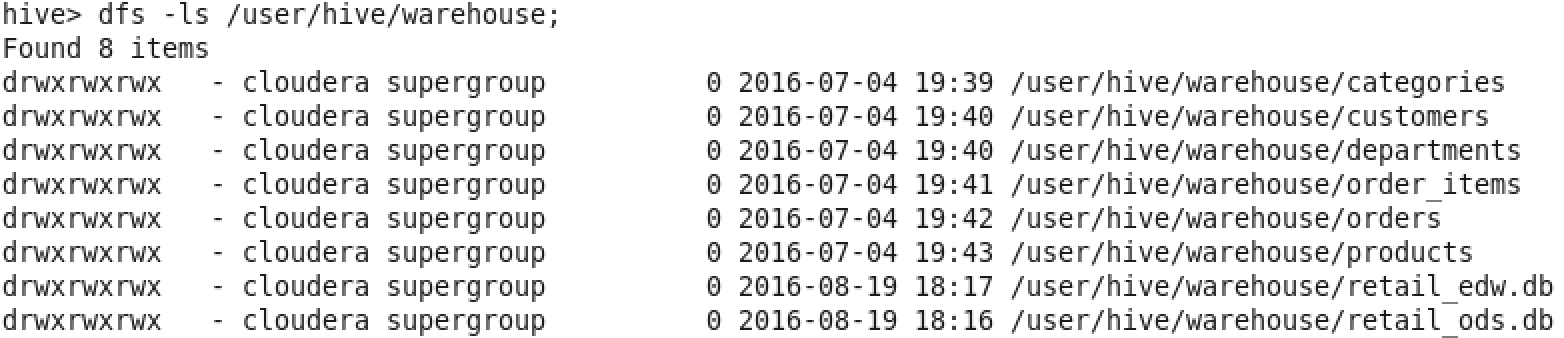 hive> dfs -ls /user/hive/warehouse;
Found 8 items
drwxrwxrwx   - cloudera supergroup          0 2016-07-04 19:39 /user/hive/warehouse/categories
drwxrwxrwx   - cloudera supergroup          0 2016-07-04 19:40 /user/hive/warehouse/customers
drwxrwxrwx   - cloudera supergroup          0 2016-07-04 19:40 /user/hive/warehouse/departments
drwxrwxrwx   - cloudera supergroup          0 2016-07-04 19:41 /user/hive/warehouse/order_items
drwxrwxrwx   - cloudera supergroup          0 2016-07-04 19:42 /user/hive/warehouse/orders
drwxrwxrwx   - cloudera supergroup          0 2016-07-04 19:43 /user/hive/warehouse/products
drwxrwxrwx   - cloudera supergroup          0 2016-08-19 18:17 /user/hive/warehouse/retail_edw.db
drwxrwxrwx   - cloudera supergroup          0 2016-08-19 18:16 /user/hive/warehouse/retail_ods.db